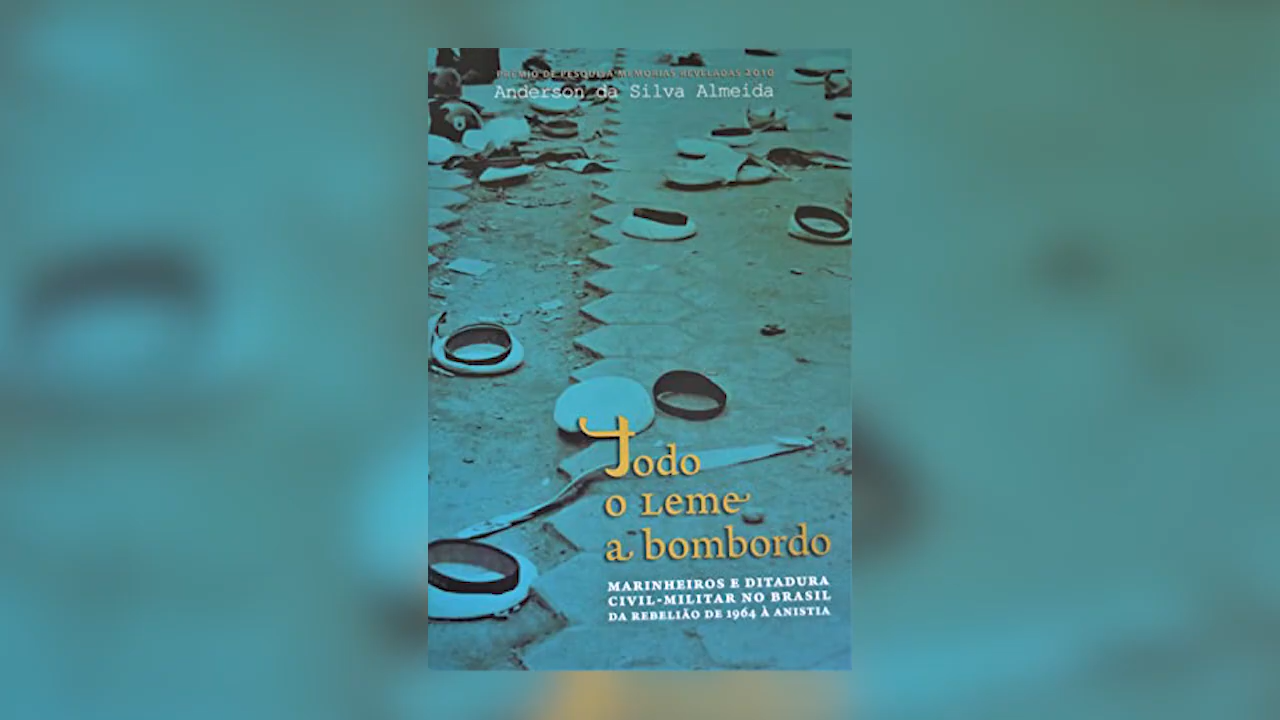 PRÊMIO DE PESQUISA MEMÓRIAS REVELADAS 2010
Anderson da Silva Almeida
Todo
o Leme
a bombordo
MARINHEIROS E DITADURA
CIVIL-MILITAR NO BRASIL
DA REBELIÃO DE 1964 À ANISTIA